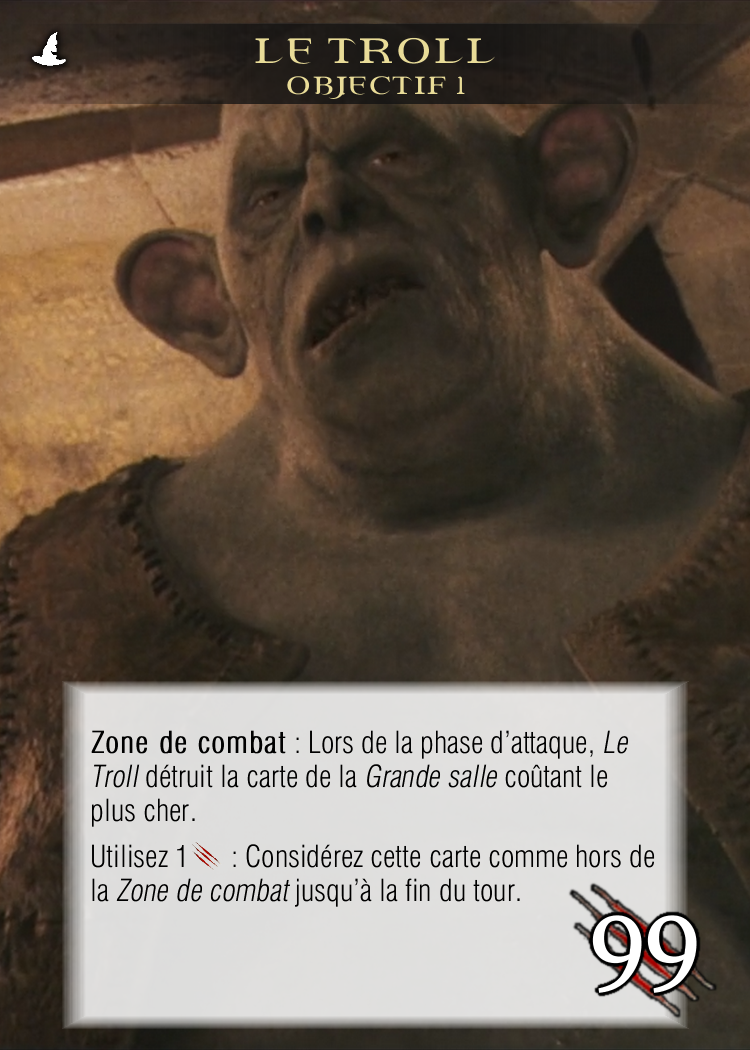 LE TROLL
OBJECTIF 1
Zone de combat : Lors de la phase d'attaque, Le
Troll détruit la carte de la Grande salle coûtant le
plus cher.
Utilisez 1 : Considérez cette carte comme hors de
la Zone de combat jusqu'à la fin du tour.
99